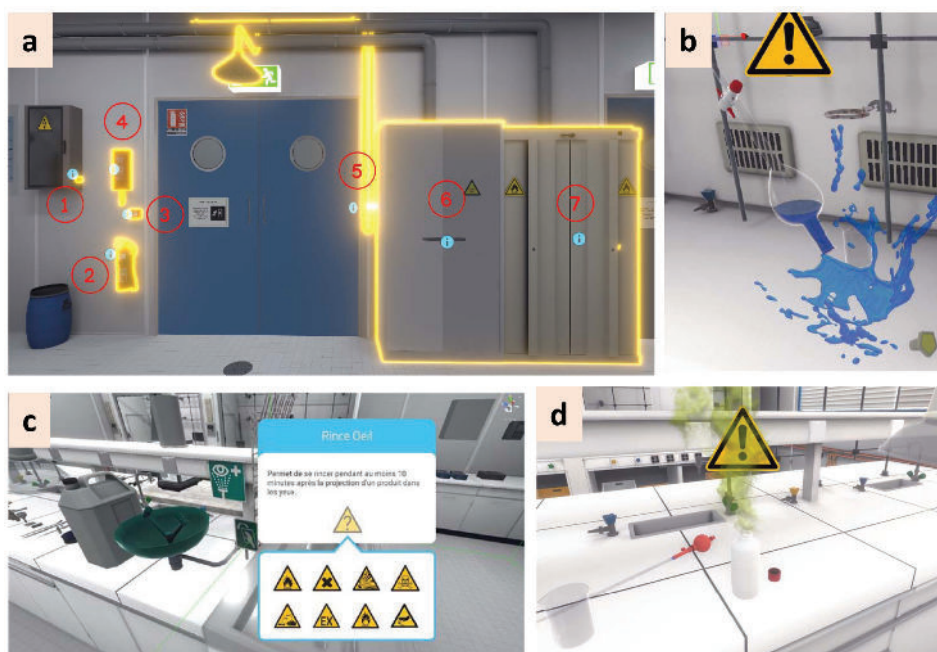 a
4
5
1
3
6
7
2
b
c
Rince Oeil
Permet de se rincer pendant au moins 10
minutes après la projection d'un produit dans
les yeux.
?
EX
d